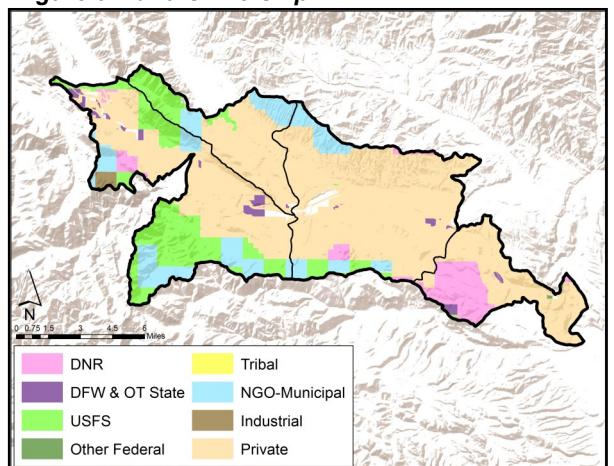 N
0 0.75 1.5 3 4.5 6
Miles
DNR
DFW & OT State
USFS
Other Federal
Tribal
NGO-Municipal
Industrial
Private